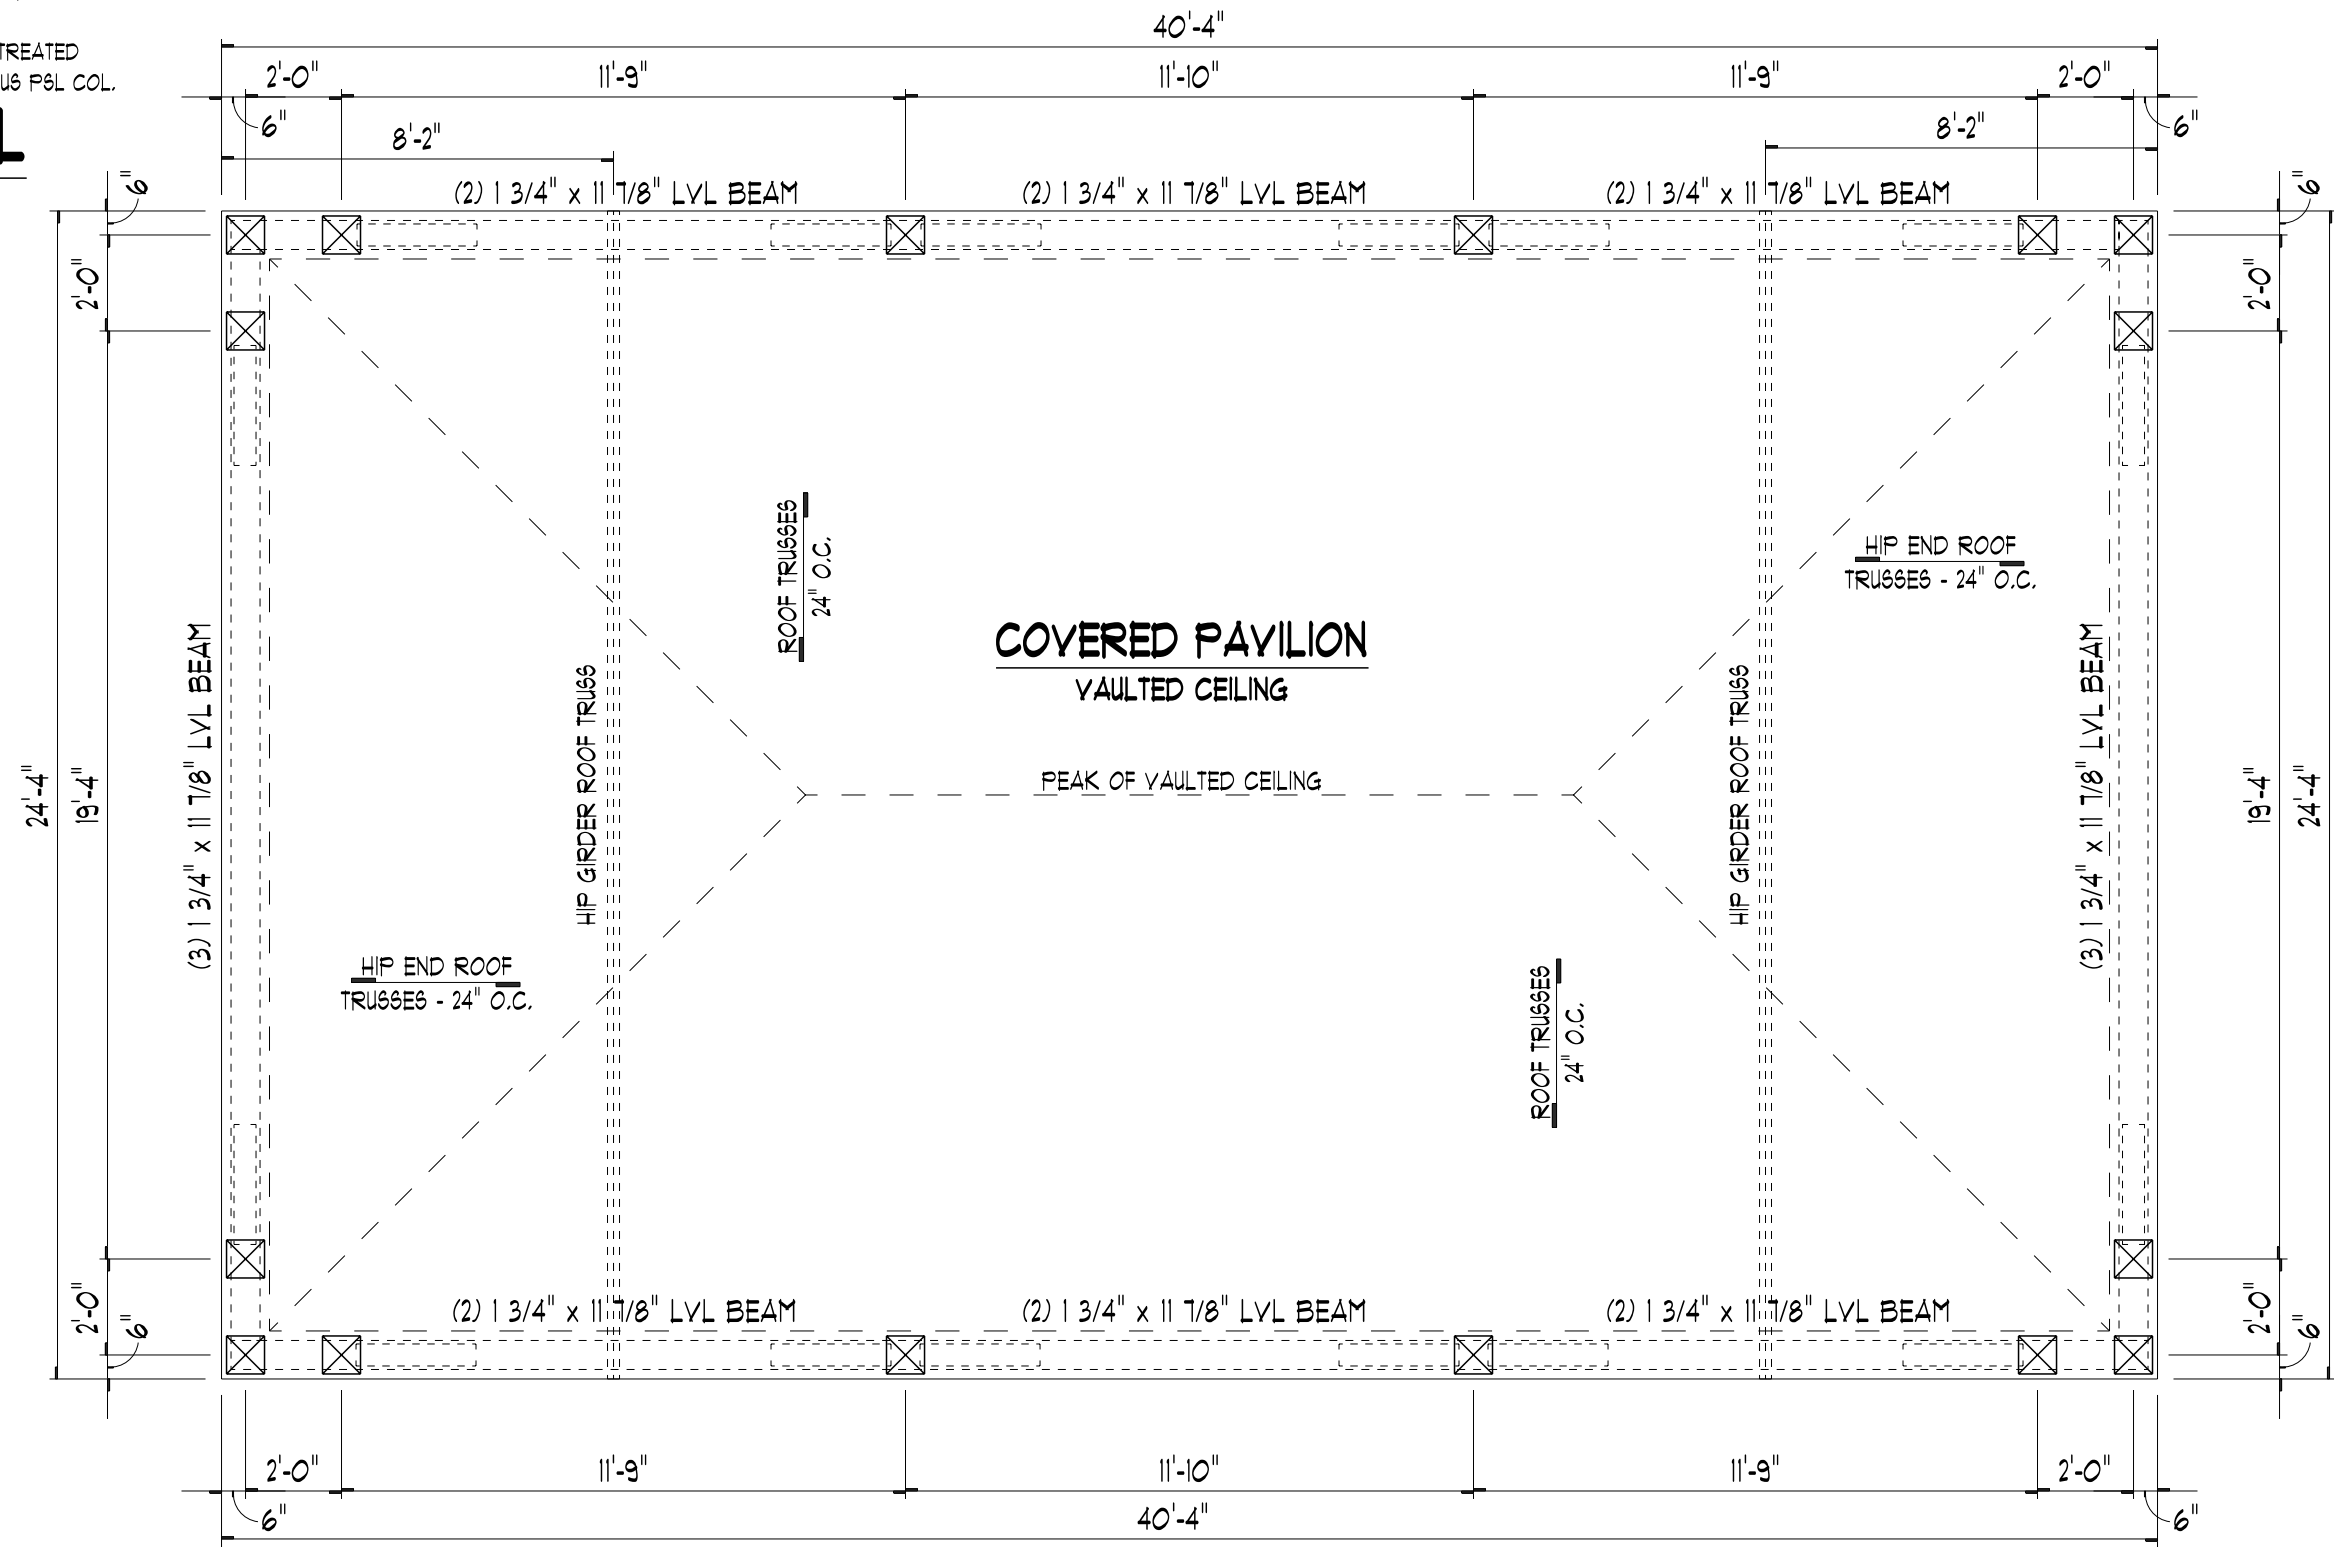 40'-4"
TREATED
US PSL COL.
2'-0"
11'-9"
11'-10"
11'-9"
2'-0"
6"
6"
8'-2"
8'-2"
6"
6"
(2) 1 3/4" x 11 7/8" LVL BEAM
(2) 1 3/4" x 11 7/8" LVL BEAM
(2) 1 3/4" x 11 7/8" LVL BEAM
2'-0"
2'-0"
ROOF TRUSSES
24" O.C.
HIP END ROOF
TRUSSES - 24" O.C.
COVERED PAVILION
VAULTED CEILING
PEAK OF VAULTED CEILING
24'-4"
19'-4"
(3) 1 3/4" x 11 7/8" LVL BEAM
HIP GIRDER ROOF TRUSS
HIP GIRDER ROOF TRUSS
(3) 1 3/4" x 11 7/8" LVL BEAM
19'-4"
24'-4"
HIP END ROOF
TRUSSES - 24" O.C.
ROOF TRUSSES
24" O.C.
2'-0"
6"
(2) 1 3/4" x 11 7/8" LVL BEAM
(2) 1 3/4" x 11 7/8" LVL BEAM
(2) 1 3/4" x 11 7/8" LVL BEAM
2'-0"
6"
2'-0"
11'-9"
11'-10"
11'-9"
2'-0"
6"
40'-4"
6"